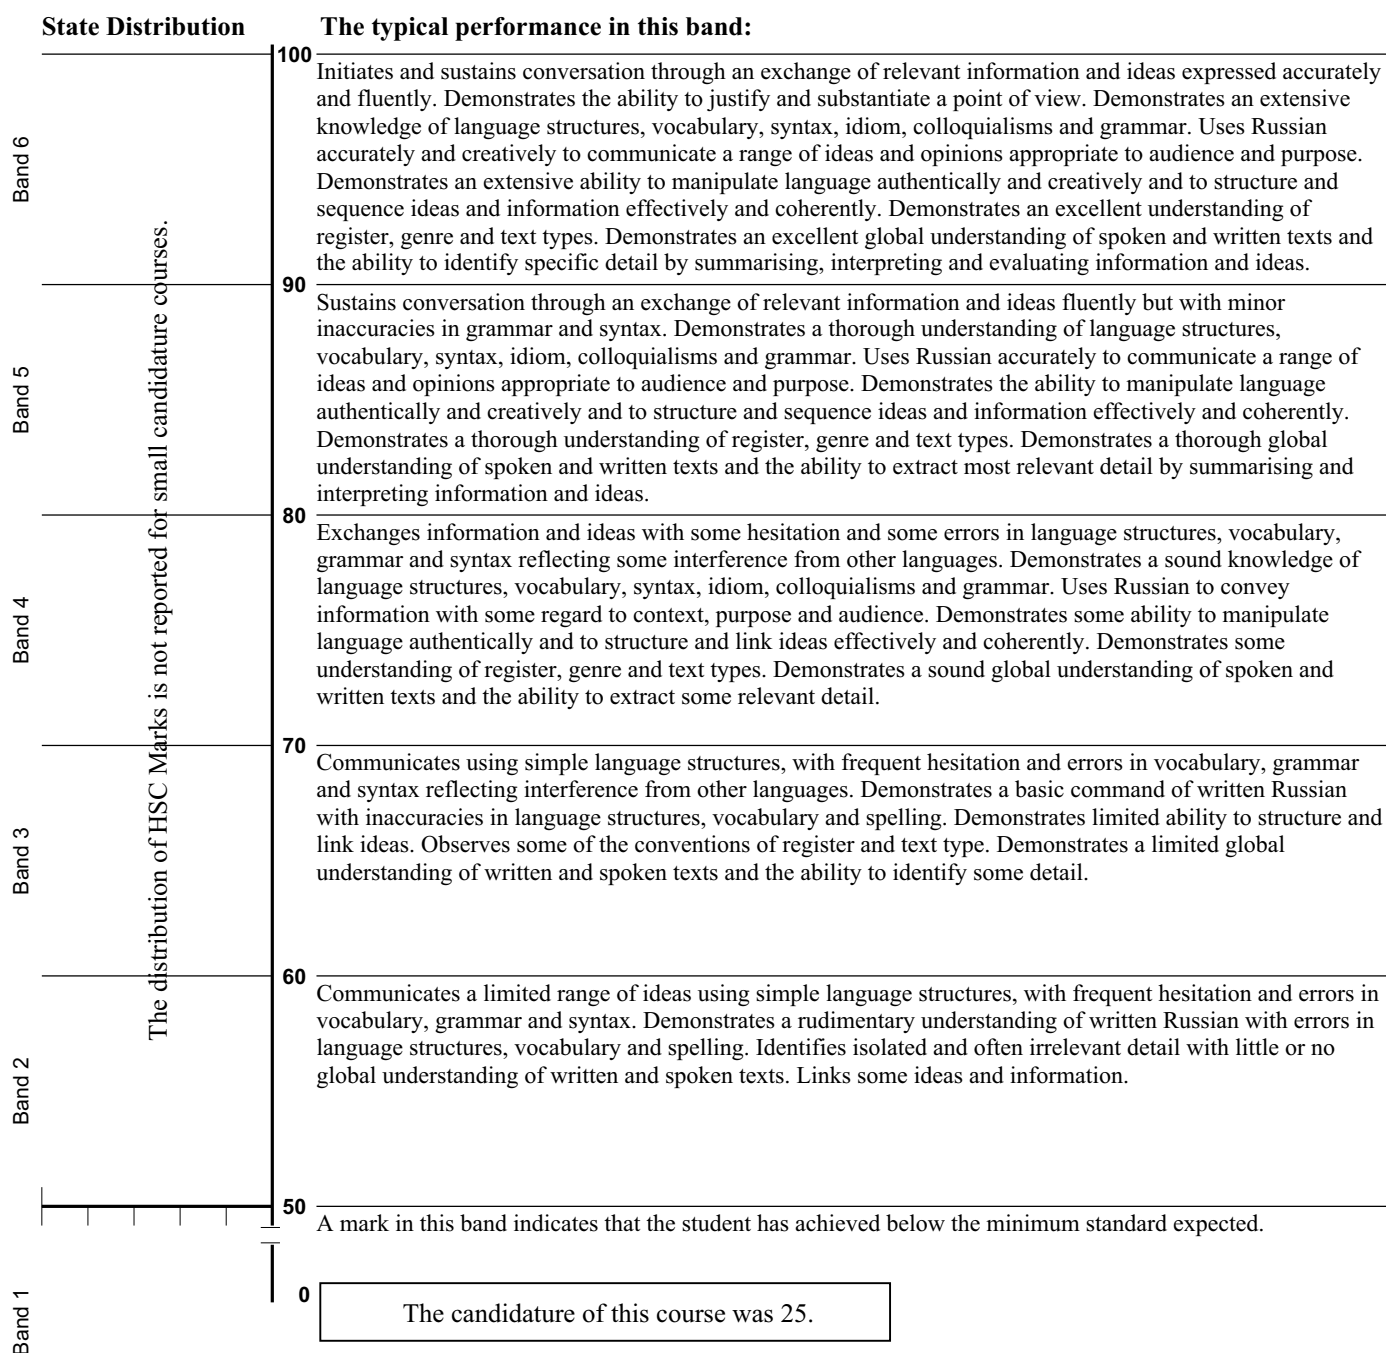 State Distribution
The typical performance in this band:
100
Band 6
Initiates and sustains conversation through an exchange of relevant information and ideas expressed accurately
and fluently. Demonstrates the ability to justify and substantiate a point of view. Demonstrates an extensive
knowledge of language structures, vocabulary, syntax, idiom, colloquialisms and grammar. Uses Russian
accurately and creatively to communicate a range of ideas and opinions appropriate to audience and purpose.
Demonstrates an extensive ability to manipulate language authentically and creatively and to structure and
sequence ideas and information effectively and coherently. Demonstrates an excellent understanding of
register, genre and text types. Demonstrates an excellent global understanding of spoken and written texts and
the ability to identify specific detail by summarising, interpreting and evaluating information and ideas.
The distribution of HSC Marks is not reported for small candidature courses.
90
Band 5
Sustains conversation through an exchange of relevant information and ideas fluently but with minor
inaccuracies in grammar and syntax. Demonstrates a thorough understanding of language structures,
vocabulary, syntax, idiom, colloquialisms and grammar. Uses Russian accurately to communicate a range of
ideas and opinions appropriate to audience and purpose. Demonstrates the ability to manipulate language
authentically and creatively and to structure and sequence ideas and information effectively and coherently.
Demonstrates a thorough understanding of register, genre and text types. Demonstrates a thorough global
understanding of spoken and written texts and the ability to extract most relevant detail by summarising and
interpreting information and ideas.
80
Band 4
Exchanges information and ideas with some hesitation and some errors in language structures, vocabulary,
grammar and syntax reflecting some interference from other languages. Demonstrates a sound knowledge of
language structures, vocabulary, syntax, idiom, colloquialisms and grammar. Uses Russian to convey
information with some regard to context, purpose and audience. Demonstrates some ability to manipulate
language authentically and to structure and link ideas effectively and coherently. Demonstrates some
understanding of register, genre and text types. Demonstrates a sound global understanding of spoken and
written texts and the ability to extract some relevant detail.
70
Band 3
Communicates using simple language structures, with frequent hesitation and errors in vocabulary, grammar
and syntax reflecting interference from other languages. Demonstrates a basic command of written Russian
with inaccuracies in language structures, vocabulary and spelling. Demonstrates limited ability to structure and
link ideas. Observes some of the conventions of register and text type. Demonstrates a limited global
understanding of written and spoken texts and the ability to identify some detail.
60
Band 2
Communicates a limited range of ideas using simple language structures, with frequent hesitation and errors in
vocabulary, grammar and syntax. Demonstrates a rudimentary understanding of written Russian with errors in
language structures, vocabulary and spelling. Identifies isolated and often irrelevant detail with little or no
global understanding of written and spoken texts. Links some ideas and information.
50
A mark in this band indicates that the student has achieved below the minimum standard expected.
0
Band 1
The candidature of this course was 25.